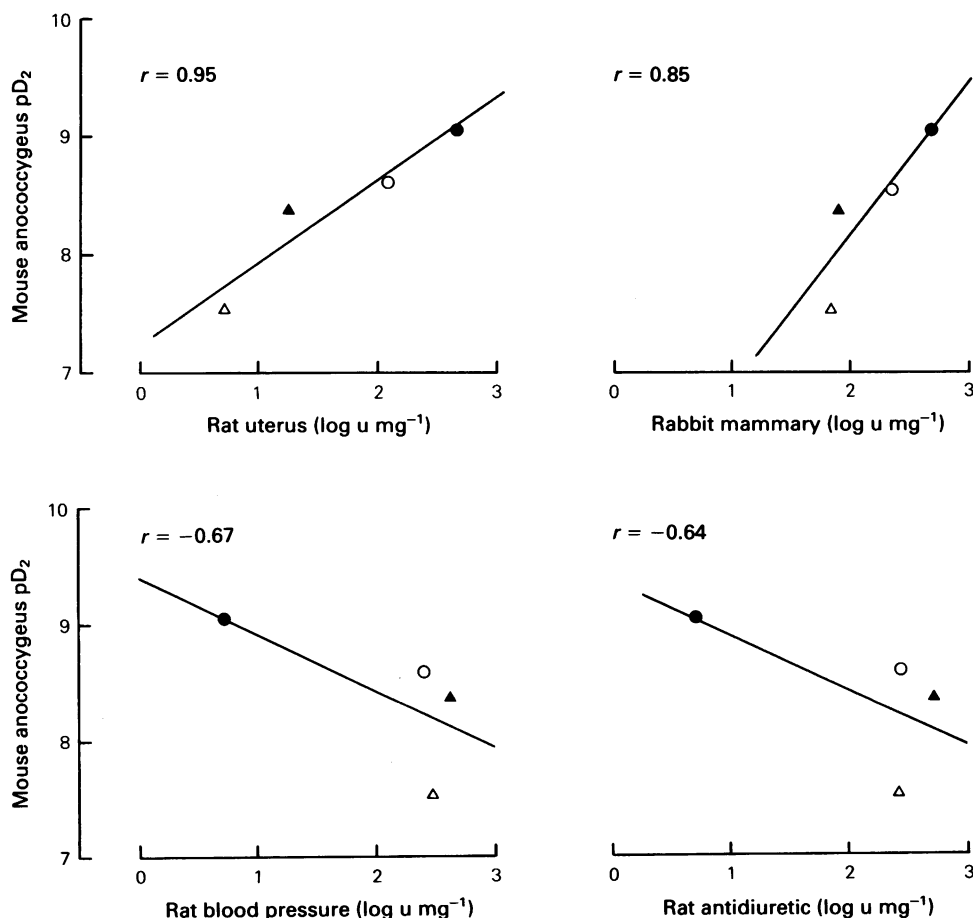 10
9
8
7
Mouse anococcygeus pD₂
r = 0.95
0 1 2 3
Rat uterus (log u mg⁻¹)
r = 0.85
0 1 2 3
Rabbit mammary (log u mg⁻¹)
10
9
8
7
Mouse anococcygeus pD₂
r = −0.67
0 1 2 3
Rat blood pressure (log u mg⁻¹)
r = −0.64
0 1 2 3
Rat antidiuretic (log u mg⁻¹)